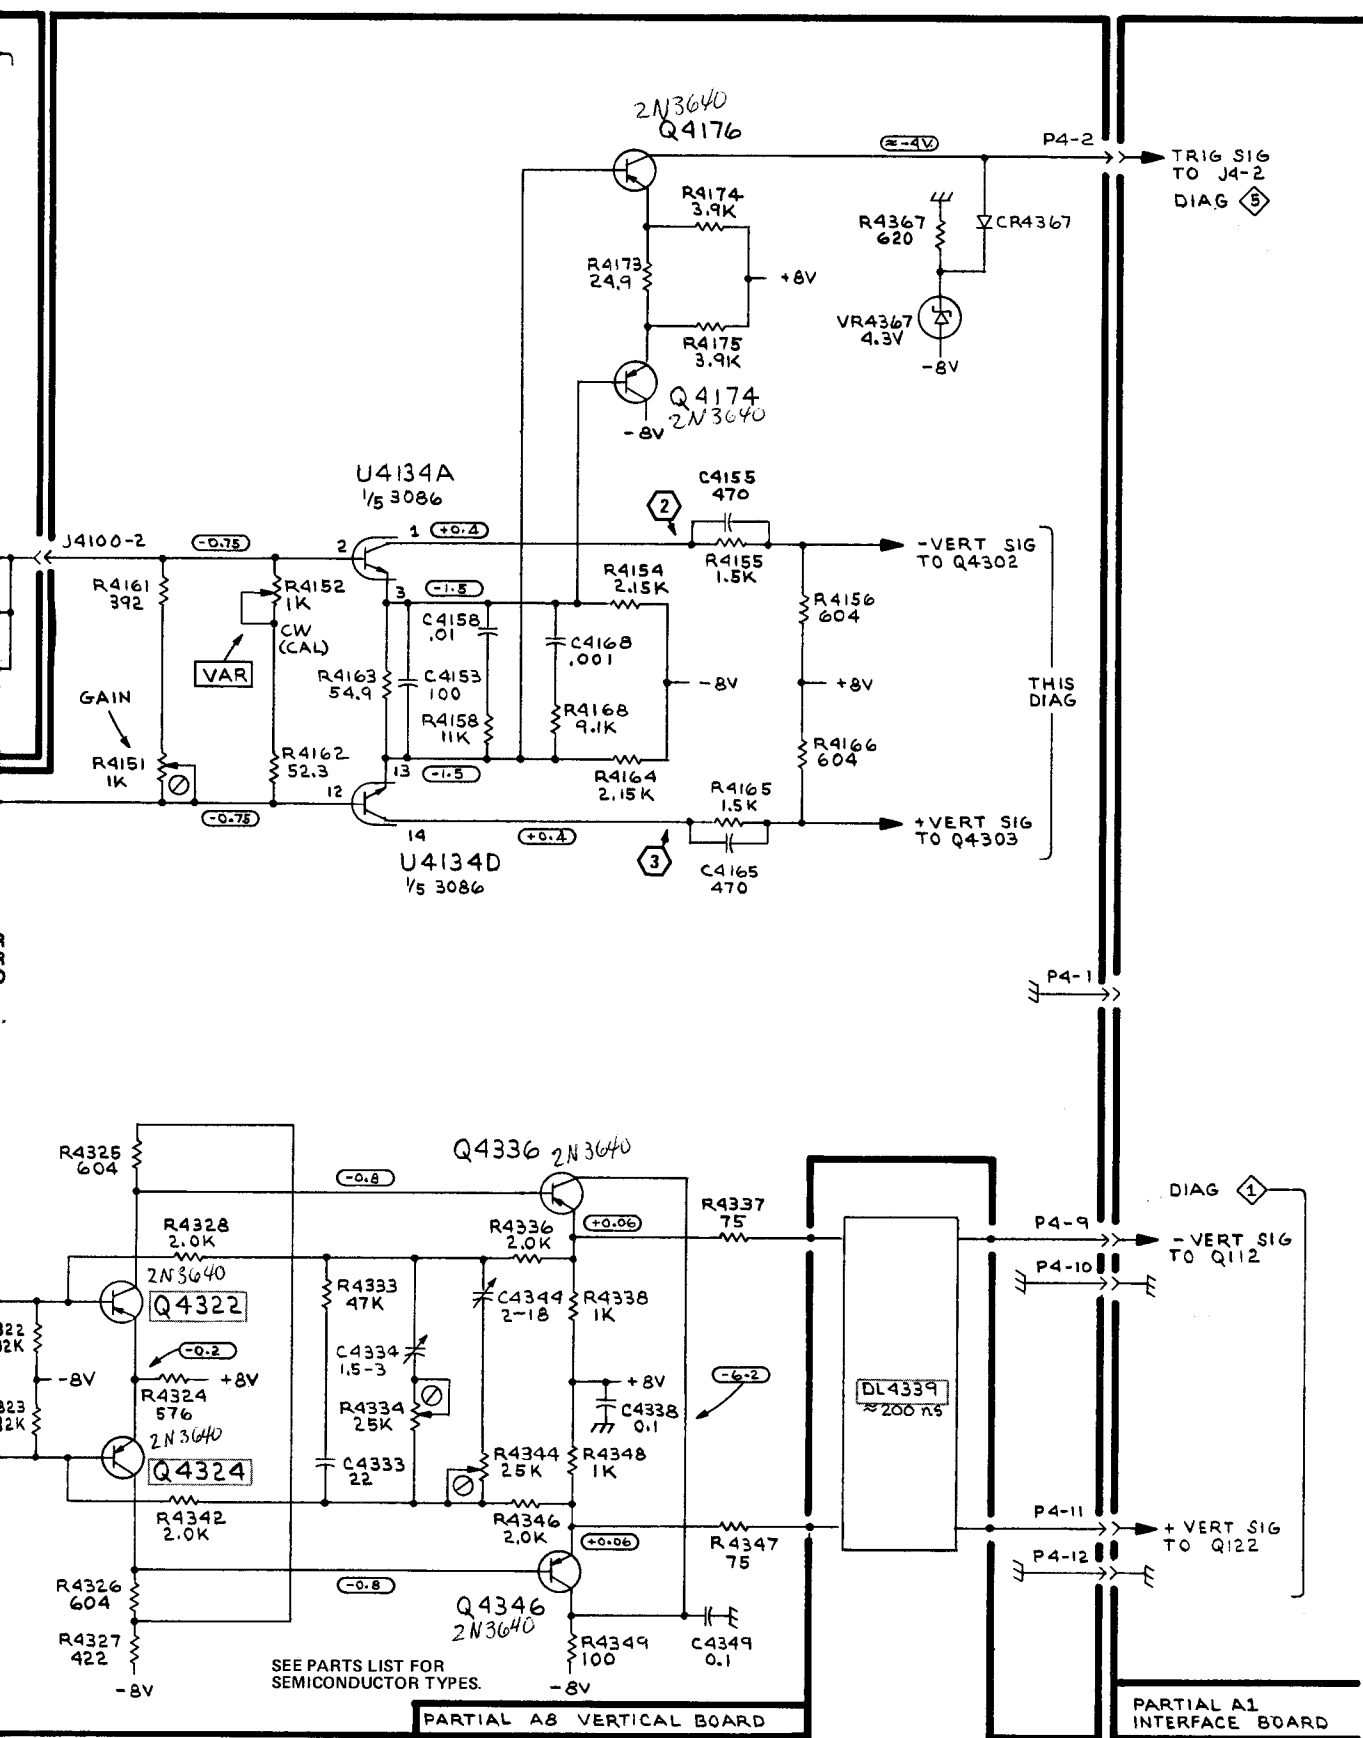 2N3640
Q4176
≈-4V
P4-2
TRIG SIG
TO J4-2
DIAG 5
R4174
3.9K
R4367
620
CR4367
R4173
24.9
+8V
VR4367
4.3V
-8V
R4175
3.9K
Q4174
2N3640
-8V
U4134A
1/5 3086
C4155
470
2
J4100-2
-0.75
2
1
+0.4
R4155
1.5K
-VERT SIG
TO Q4302
R4161
392
R4152
1K
3
-1.5
R4154
2.15K
R4156
604
CW
(CAL)
C4158
.01
C4168
.001
VAR
R4163
54.9
C4153
100
-8V
+8V
THIS
DIAG
GAIN
R4158
11K
R4168
9.1K
R4151
1K
R4162
52.3
13
-1.5
R4164
2.15K
R4166
604
12
R4165
1.5K
-0.75
14
+0.4
3
+VERT SIG
TO Q4303
U4134D
1/5 3086
C4165
470
P4-1
R4325
604
Q4336
2N3640
-0.8
R4337
75
DIAG 1
R4328
2.0K
R4336
2.0K
+0.06
P4-9
-VERT SIG
TO Q112
2N3640
Q4322
R4333
47K
C4344
2-18
R4338
1K
P4-10
322
2K
-0.2
C4334
1.5-3
-6.2
-8V
+8V
+8V
R4324
576
R4334
25K
C4338
0.1
DL4339
≈200 ns
323
2K
2N3640
Q4324
C4333
22
R4344
25K
R4348
1K
R4342
2.0K
R4346
2.0K
+0.06
R4347
75
P4-11
+ VERT SIG
TO Q122
P4-12
R4326
604
-0.8
Q4346
2N3640
R4327
422
R4349
100
C4349
0.1
-8V
SEE PARTS LIST FOR
SEMICONDUCTOR TYPES.
-8V
PARTIAL A8 VERTICAL BOARD
PARTIAL A1
INTERFACE BOARD